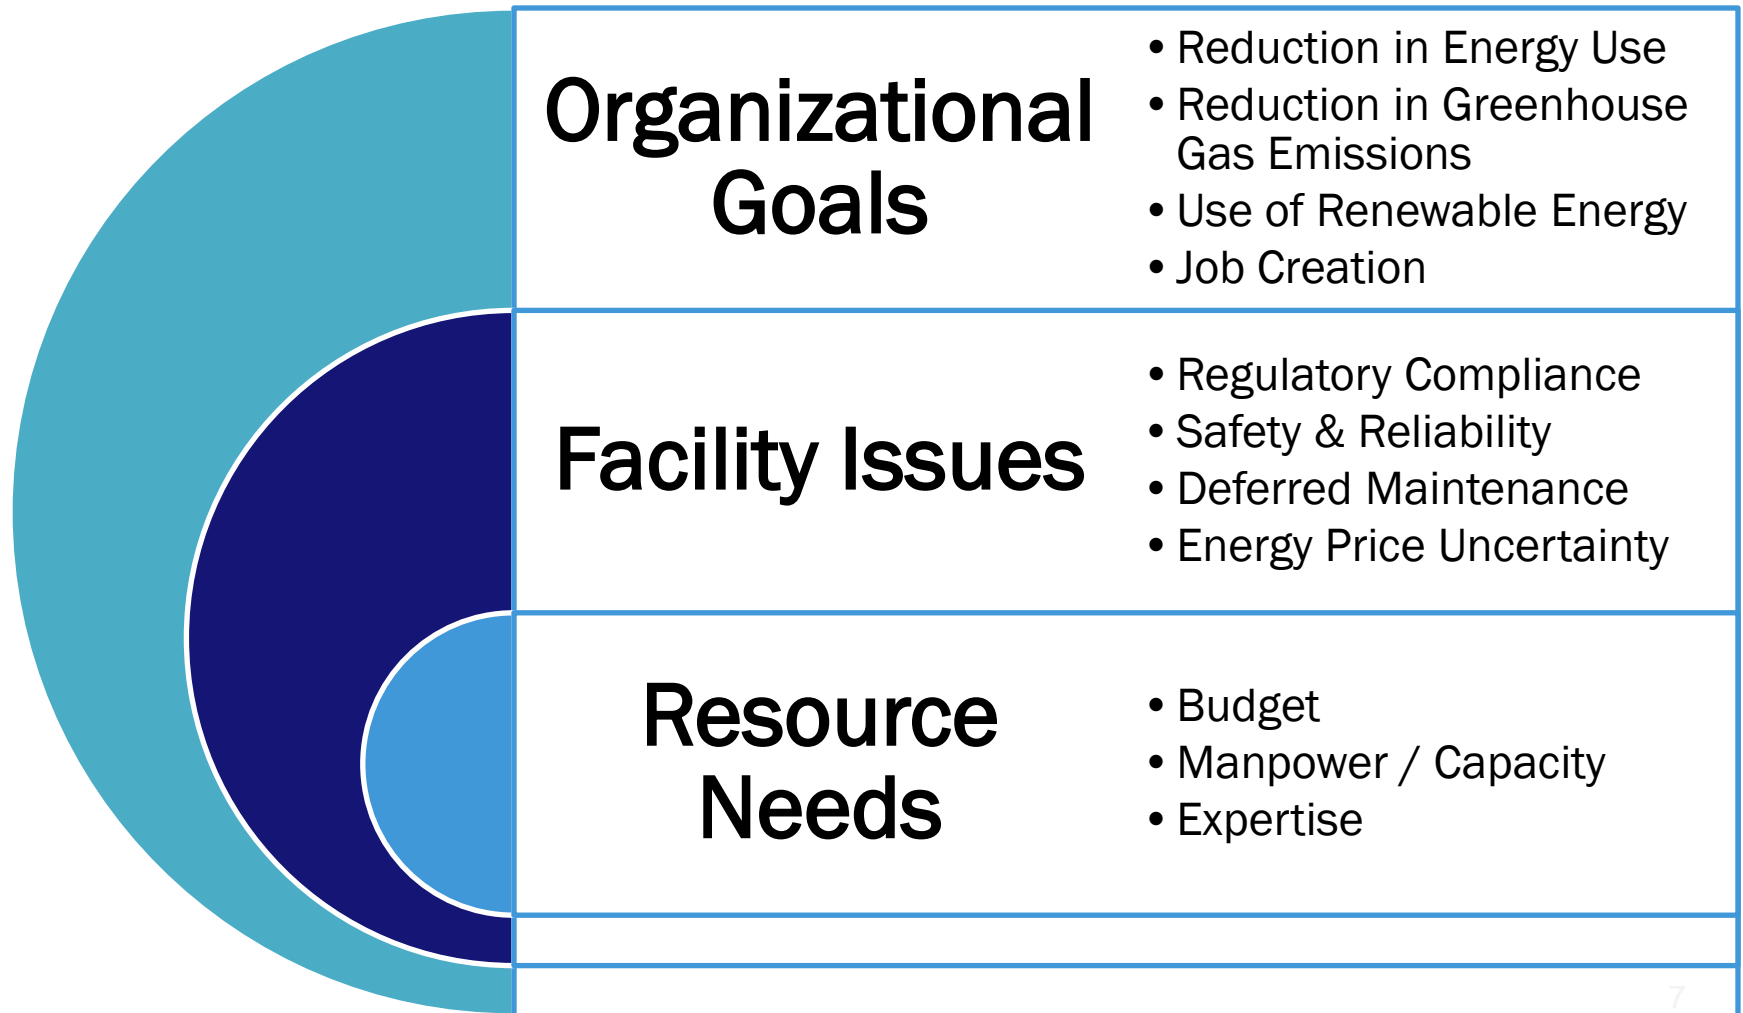 Organizational
Goals
• Reduction in Energy Use
• Reduction in Greenhouse
Gas Emissions
• Use of Renewable Energy
• Job Creation
Facility Issues
• Regulatory Compliance
• Safety & Reliability
• Deferred Maintenance
• Energy Price Uncertainty
Resource
Needs
• Budget
• Manpower / Capacity
• Expertise
7